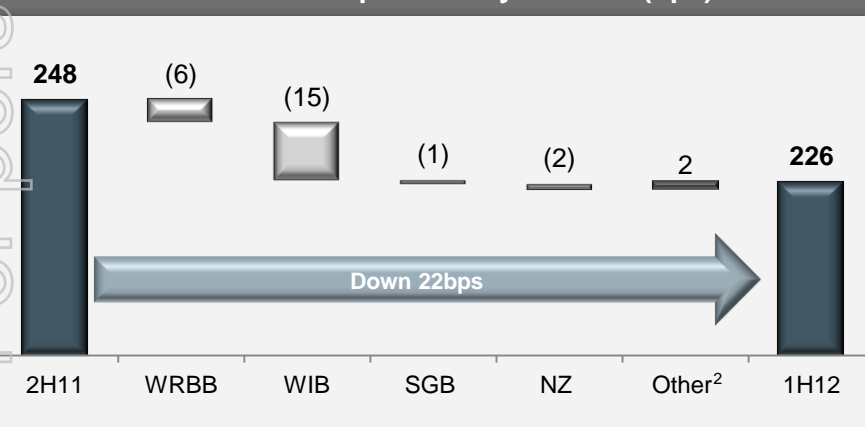 248
(6)
(15)
(1)
(2)
2
226
Down 22bps
2H11
WRBB
WIB
SGB
NZ
Other²
1H12